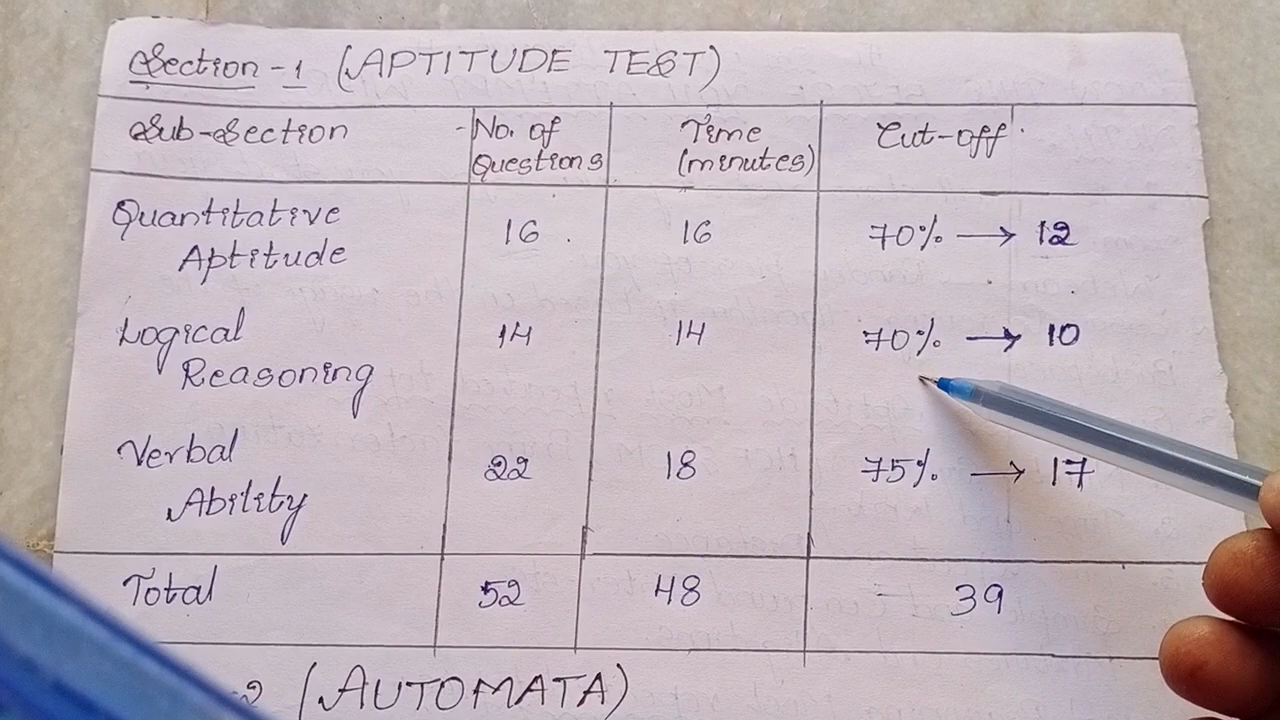 Section-1 (APTITUDE TEST)
Sub-Section No. of Questions Time (minutes) Cut-off
Quantitative Aptitude 16 16 70% → 12
Logical Reasoning 14 14 70% → 10
Verbal Ability 22 18 75% → 17
Total 52 48 39
2 (AUTOMATA)